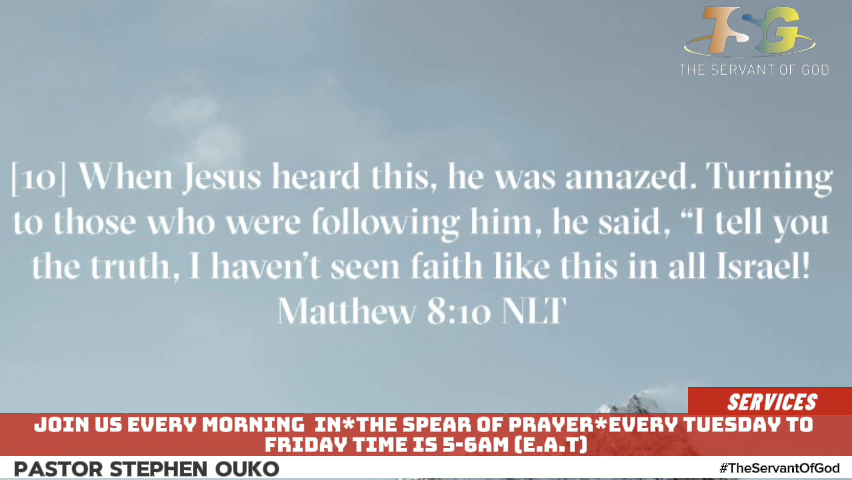 TSG
THE SERVANT OF GOD
[10] When Jesus heard this, he was amazed. Turning
to those who were following him, he said, “I tell you
the truth, I haven’t seen faith like this in all Israel!
Matthew 8:10 NLT
SERVICES
JOIN US EVERY MORNING IN*THE SPEAR OF PRAYER*EVERY TUESDAY TO
FRIDAY TIME IS 5-6AM (E.A.T)
PASTOR STEPHEN OUKO
#TheServantOfGod